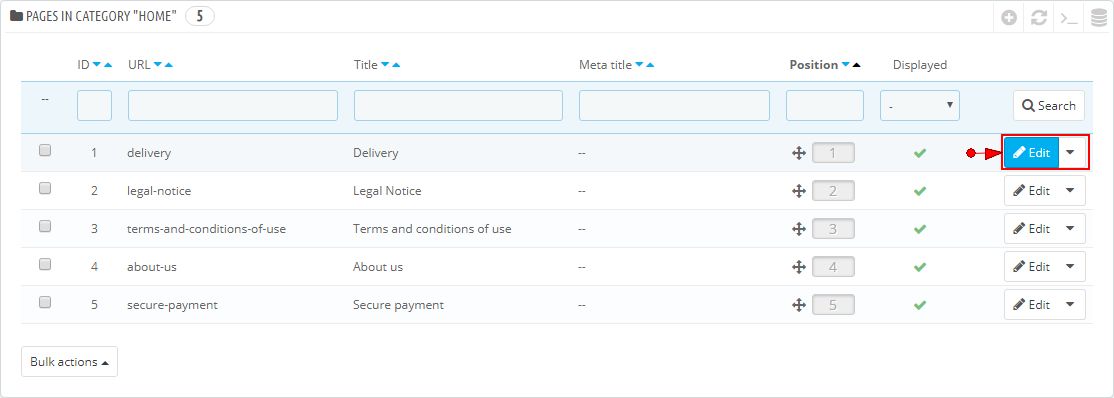 PAGES IN CATEGORY "HOME" 5
ID URL Title Meta title Position Displayed
-- - Search
1 delivery Delivery -- 1 Edit
2 legal-notice Legal Notice -- 2 Edit
3 terms-and-conditions-of-use Terms and conditions of use -- 3 Edit
4 about-us About us -- 4 Edit
5 secure-payment Secure payment -- 5 Edit
Bulk actions